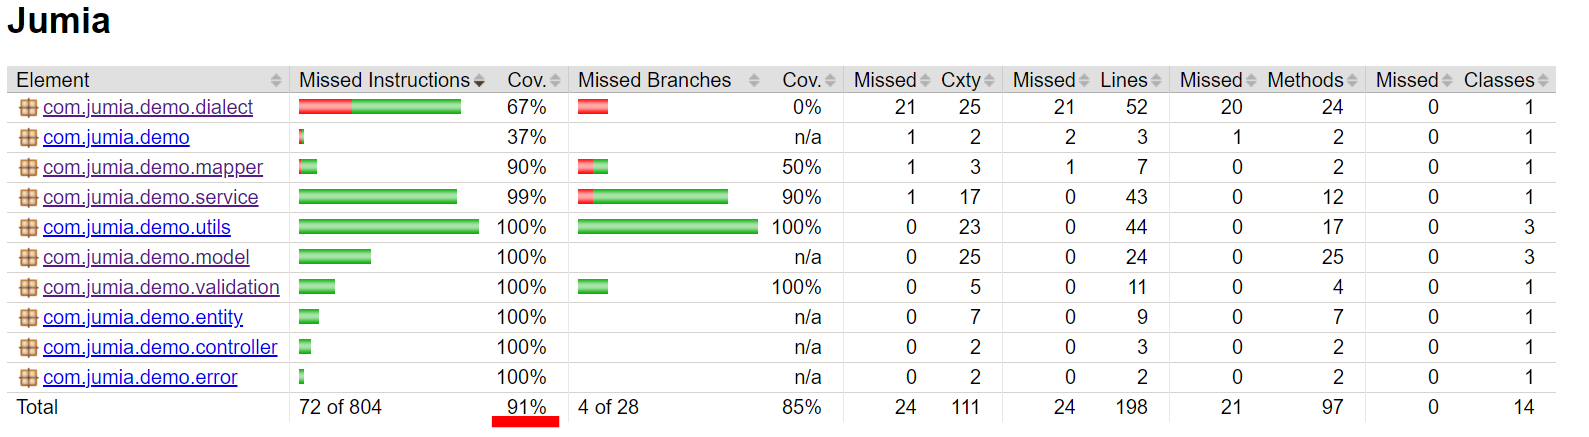 Jumia
Element Missed Instructions Cov. Missed Branches Cov. Missed Cxty Missed Lines Missed Methods Missed Classes
com.jumia.demo.dialect 67% 0% 21 25 21 52 20 24 0 1
com.jumia.demo 37% n/a 1 2 2 3 1 2 0 1
com.jumia.demo.mapper 90% 50% 1 3 1 7 0 2 0 1
com.jumia.demo.service 99% 90% 1 17 0 43 0 12 0 1
com.jumia.demo.utils 100% 100% 0 23 0 44 0 17 0 3
com.jumia.demo.model 100% n/a 0 25 0 24 0 25 0 3
com.jumia.demo.validation 100% 100% 0 5 0 11 0 4 0 1
com.jumia.demo.entity 100% n/a 0 7 0 9 0 7 0 1
com.jumia.demo.controller 100% n/a 0 2 0 3 0 2 0 1
com.jumia.demo.error 100% n/a 0 2 0 2 0 2 0 1
Total 72 of 804 91% 4 of 28 85% 24 111 24 198 21 97 0 14